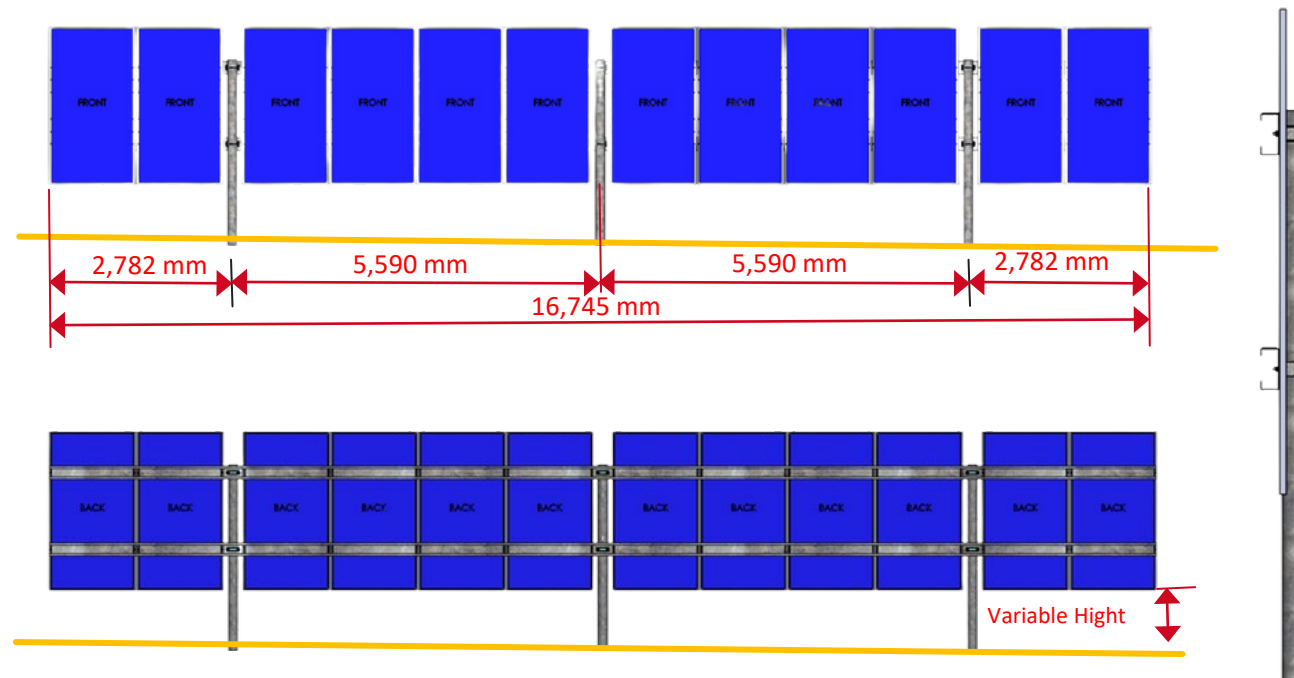 FRONT FRONT FRONT FRONT FRONT FRONT FRONT FRONT FRONT FRONT FRONT FRONT
2,782 mm 5,590 mm 5,590 mm 2,782 mm
16,745 mm
BACK BACK BACK BACK BACK BACK BACK BACK BACK BACK BACK BACK
Variable Hight